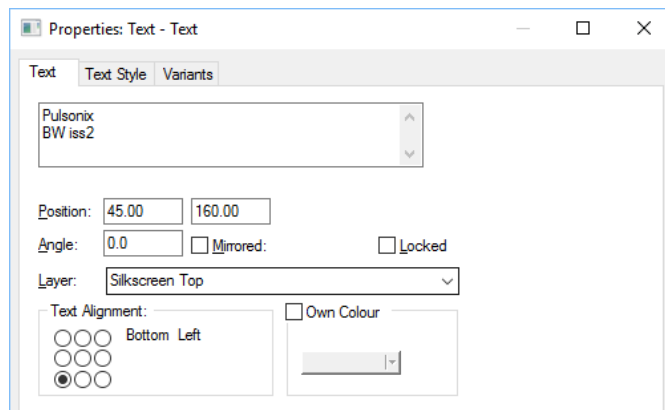 Properties: Text - Text
Text Text Style Variants
Pulsonix
BW iss2
Position: 45.00 160.00
Angle: 0.0 Mirrored: Locked
Layer: Silkscreen Top
Text Alignment: Own Colour
Bottom Left